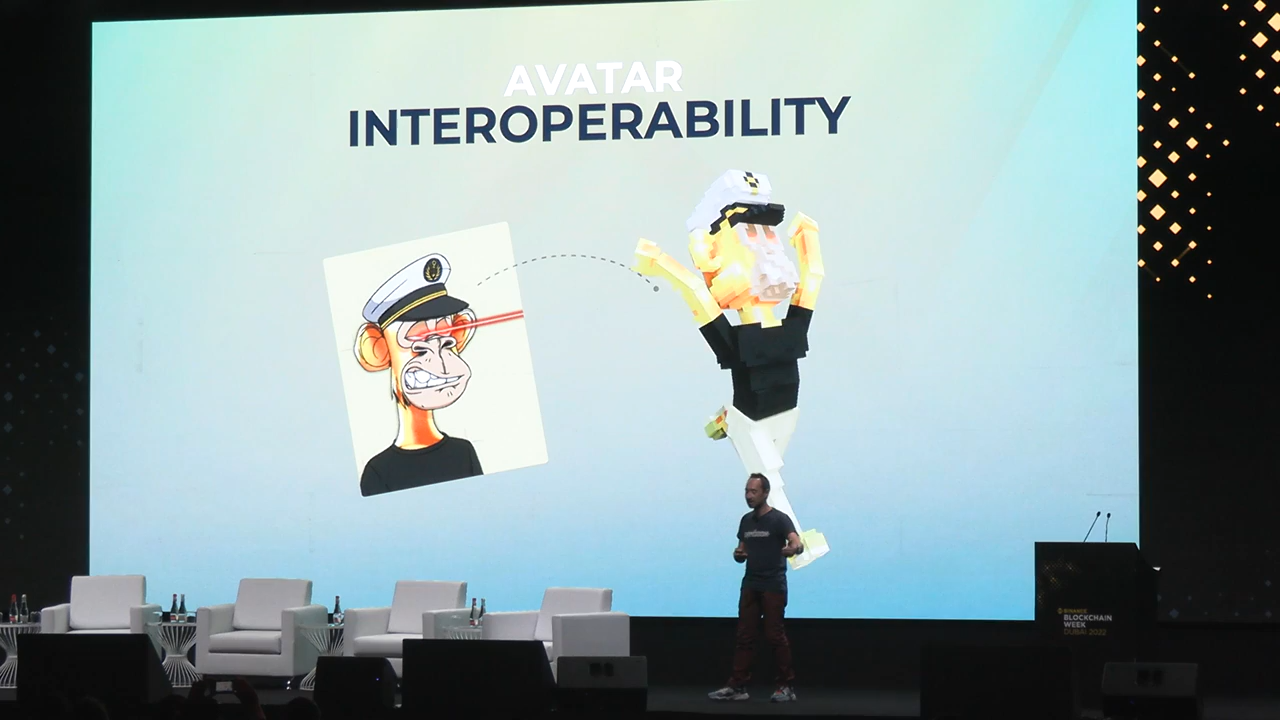 AVATAR
INTEROPERABILITY
BINANCE
BLOCKCHAIN
WEEK
DUBAI 2022